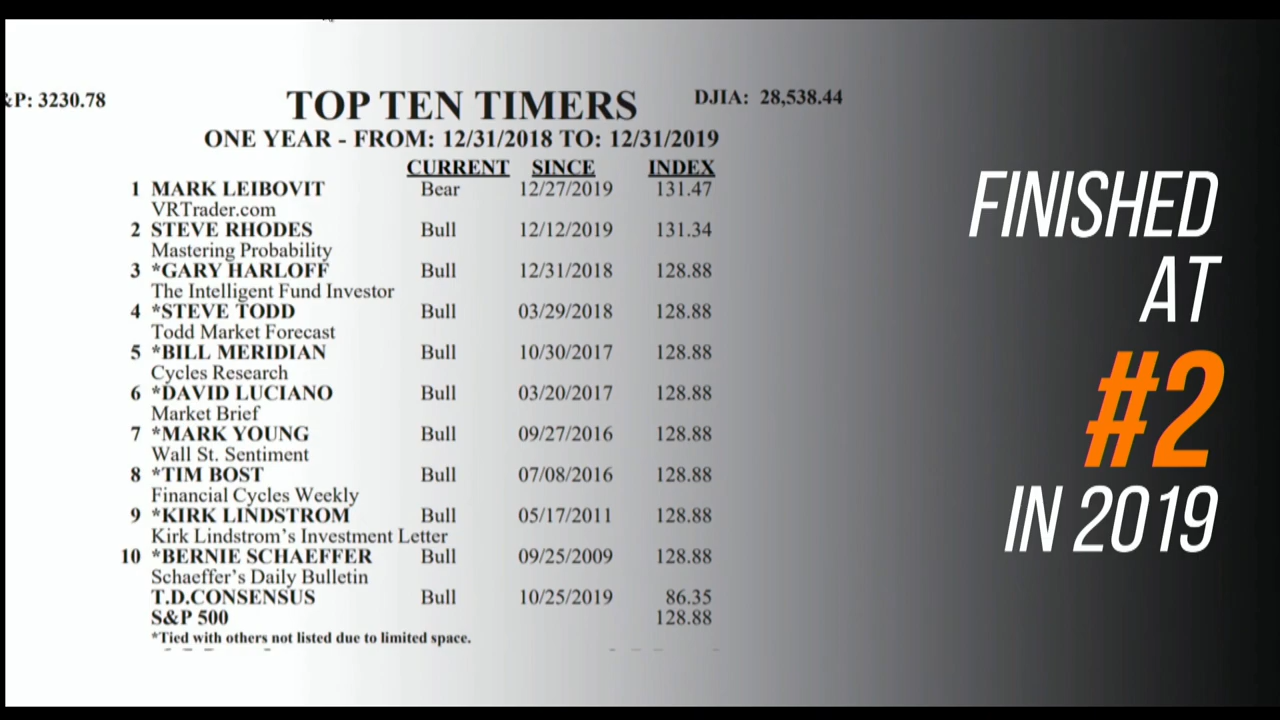 &P: 3230.78
TOP TEN TIMERS
DJIA: 28,538.44
ONE YEAR - FROM: 12/31/2018 TO: 12/31/2019
CURRENT SINCE INDEX
1 MARK LEIBOVIT Bear 12/27/2019 131.47
VRTrader.com
2 STEVE RHODES Bull 12/12/2019 131.34
Mastering Probability
3 *GARY HARLOFF Bull 12/31/2018 128.88
The Intelligent Fund Investor
4 *STEVE TODD Bull 03/29/2018 128.88
Todd Market Forecast
5 *BILL MERIDIAN Bull 10/30/2017 128.88
Cycles Research
6 *DAVID LUCIANO Bull 03/20/2017 128.88
Market Brief
7 *MARK YOUNG Bull 09/27/2016 128.88
Wall St. Sentiment
8 *TIM BOST Bull 07/08/2016 128.88
Financial Cycles Weekly
9 *KIRK LINDSTROM Bull 05/17/2011 128.88
Kirk Lindstrom's Investment Letter
10 *BERNIE SCHAEFFER Bull 09/25/2009 128.88
Schaeffer's Daily Bulletin
T.D.CONSENSUS Bull 10/25/2019 86.35
S&P 500 128.88
*Tied with others not listed due to limited space.
FINISHED
AT
#2
IN 2019